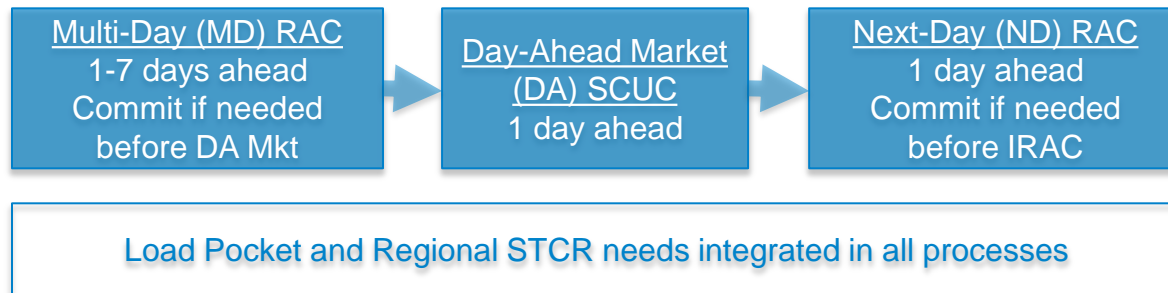 Multi-Day (MD) RAC
1-7 days ahead
Commit if needed
before DA Mkt
Day-Ahead Market
(DA) SCUC
1 day ahead
Next-Day (ND) RAC
1 day ahead
Commit if needed
before IRAC
Load Pocket and Regional STCR needs integrated in all processes